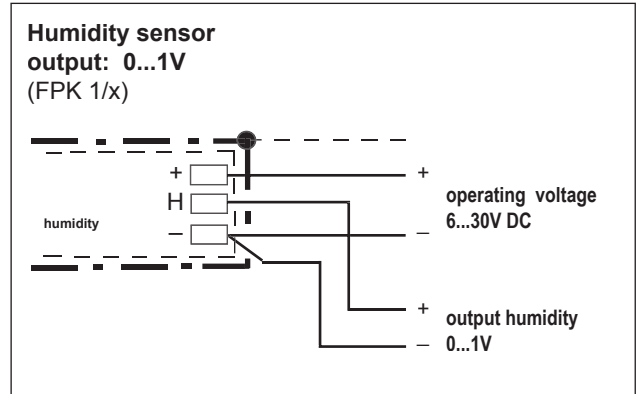 Humidity sensor
output: 0...1V
(FPK 1/x)
+ +
operating voltage
H
6...30V DC
humidity
– –
+
output humidity
– 0...1V